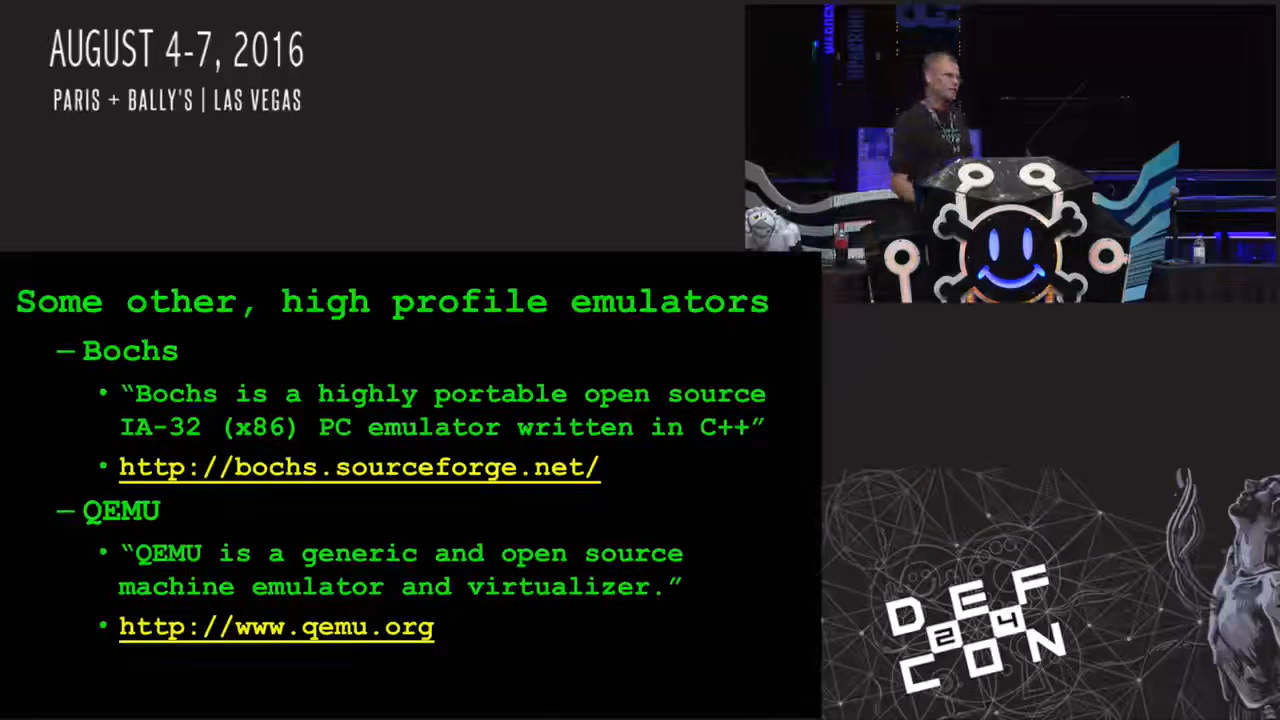 AUGUST 4-7, 2016
PARIS + BALLY'S | LAS VEGAS
Some other, high profile emulators
– Bochs
• “Bochs is a highly portable open source
IA-32 (x86) PC emulator written in C++”
• http://bochs.sourceforge.net/
– QEMU
• “QEMU is a generic and open source
machine emulator and virtualizer.”
• http://www.qemu.org
DEF
24
CON